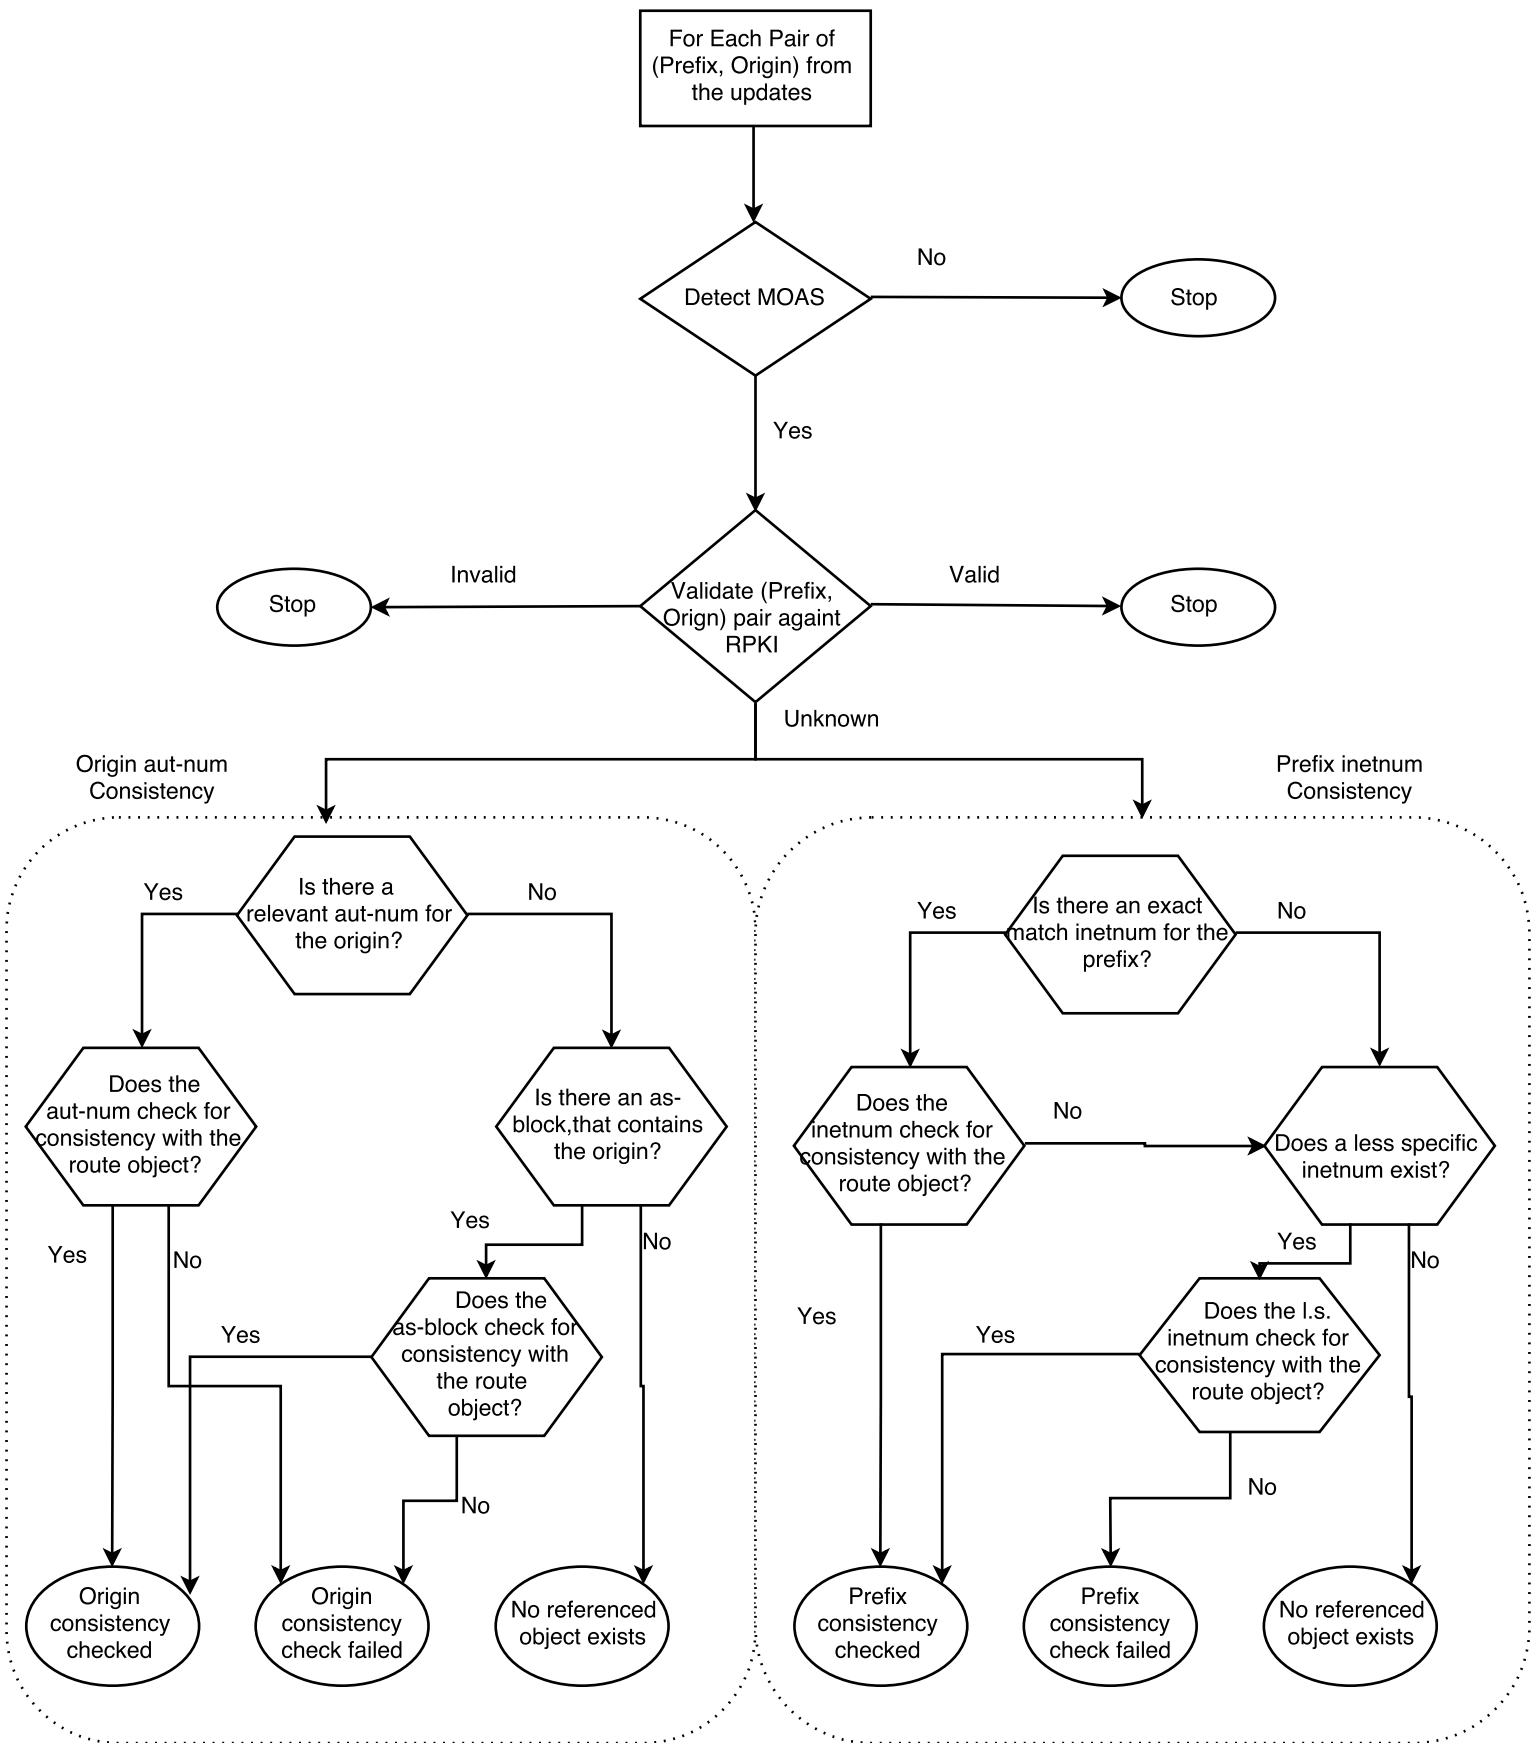 For Each Pair of
(Prefix, Origin) from
the updates
Detect MOAS
No
Stop
Yes
Invalid
Valid
Stop
Validate (Prefix,
Orign) pair againt
RPKI
Stop
Unknown
Origin aut-num
Consistency
Prefix inetnum
Consistency
Yes
Is there a
relevant aut-num for
the origin?
No
Does the
aut-num check for
consistency with the
route object?
Is there an as-
block,that contains
the origin?
Yes
No
Yes
No
Does the
as-block check for
consistency with
the route
object?
Yes
No
Origin
consistency
checked
Origin
consistency
check failed
No referenced
object exists
Yes
Is there an exact
match inetnum for the
prefix?
No
Does the
inetnum check for
consistency with the
route object?
No
Does a less specific
inetnum exist?
Yes
No
Yes
Does the l.s.
inetnum check for
consistency with the
route object?
Yes
No
Prefix
consistency
checked
Prefix
consistency
check failed
No referenced
object exists